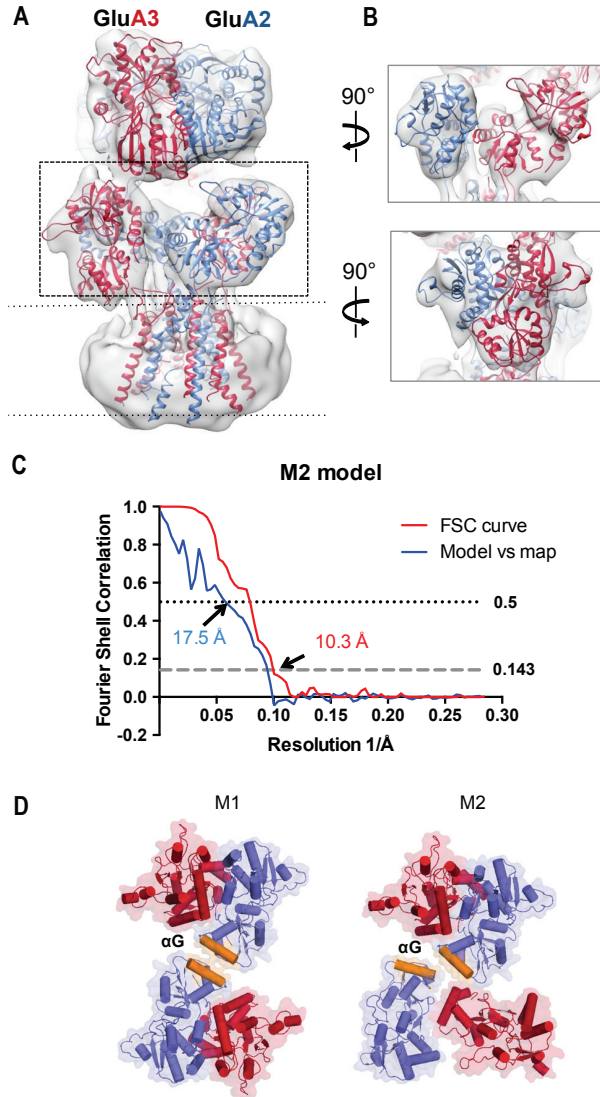 A
GluA3 GluA2
B
90°
90°
C
M2 model
1.0
0.8
0.6
0.4
0.2
0.0
-0.2
Fourier Shell Correlation
FSC curve
Model vs map
0.5
17.5 Å
10.3 Å
0.143
0.05 0.10 0.15 0.20 0.25 0.30
Resolution 1/Å
D
M1 M2
αG αG